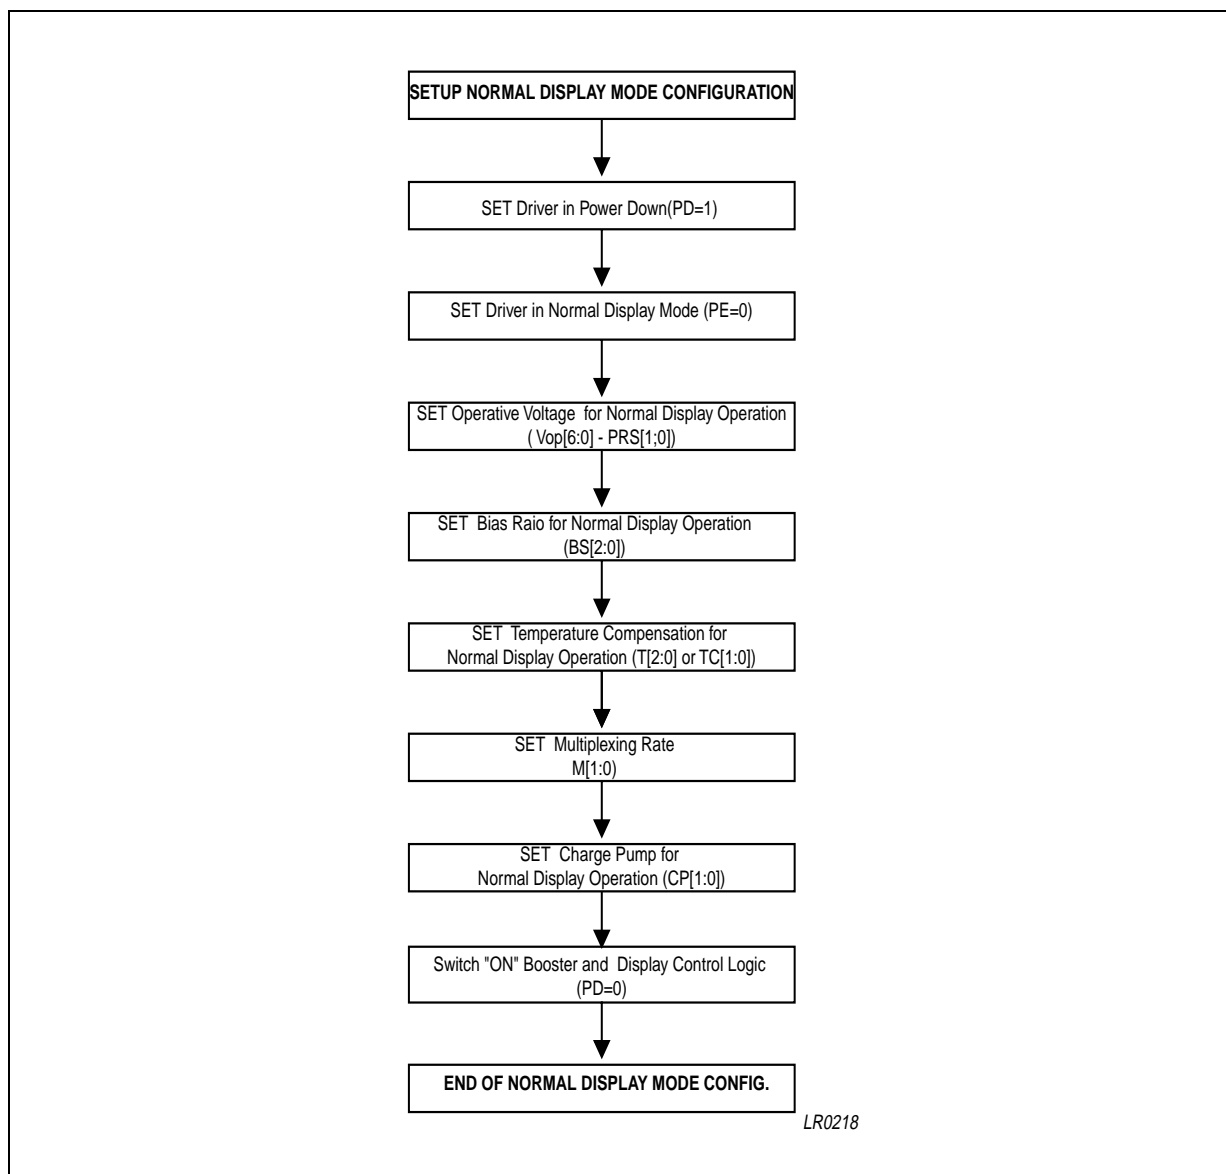 SETUP NORMAL DISPLAY MODE CONFIGURATION
SET Driver in Power Down(PD=1)
SET Driver in Normal Display Mode (PE=0)
SET Operative Voltage for Normal Display Operation
( Vop[6:0] - PRS[1;0])
SET Bias Raio for Normal Display Operation
(BS[2:0])
SET Temperature Compensation for
Normal Display Operation (T[2:0] or TC[1:0])
SET Multiplexing Rate
M[1:0)
SET Charge Pump for
Normal Display Operation (CP[1:0])
Switch "ON" Booster and Display Control Logic
(PD=0)
END OF NORMAL DISPLAY MODE CONFIG.
LR0218